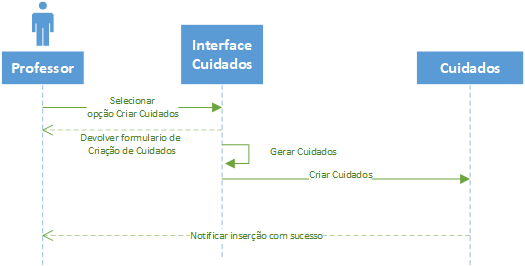 Professor
Interface
Cuidados
Cuidados
Selecionar
opção Criar Cuidados
Devolver formulario de
Criação de Cuidados
Gerar Cuidados
Criar Cuidados
Notificar inserção com sucesso